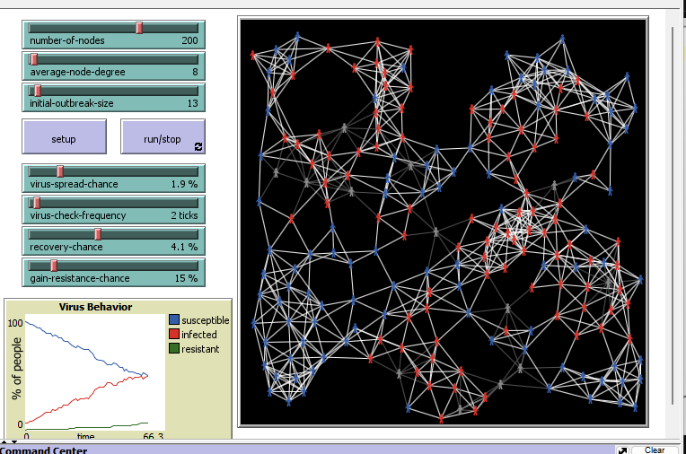 number-of-nodes 200
average-node-degree 8
initial-outbreak-size 13
setup run/stop
virus-spread-chance 1.9 %
virus-check-frequency 2 ticks
recovery-chance 4.1 %
gain-resistance-chance 15 %
Virus Behavior
100
% of people
0
0 time 66.3
susceptible
infected
resistant
Command Center Clear